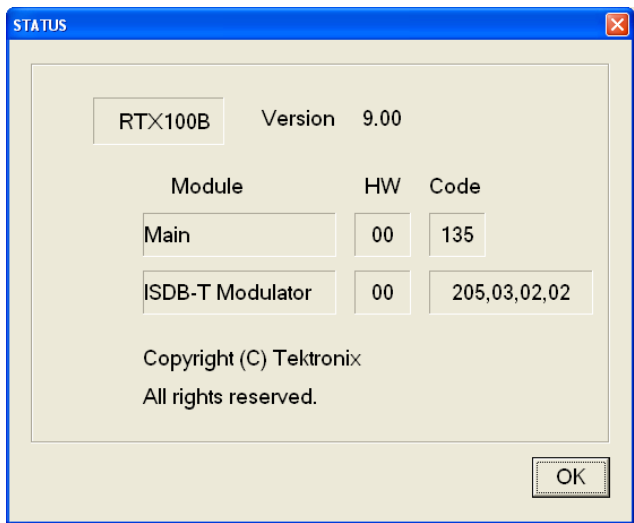 STATUS
RTX100B Version 9.00
Module HW Code
Main 00 135
ISDB-T Modulator 00 205,03,02,02
Copyright (C) Tektronix
All rights reserved.
OK